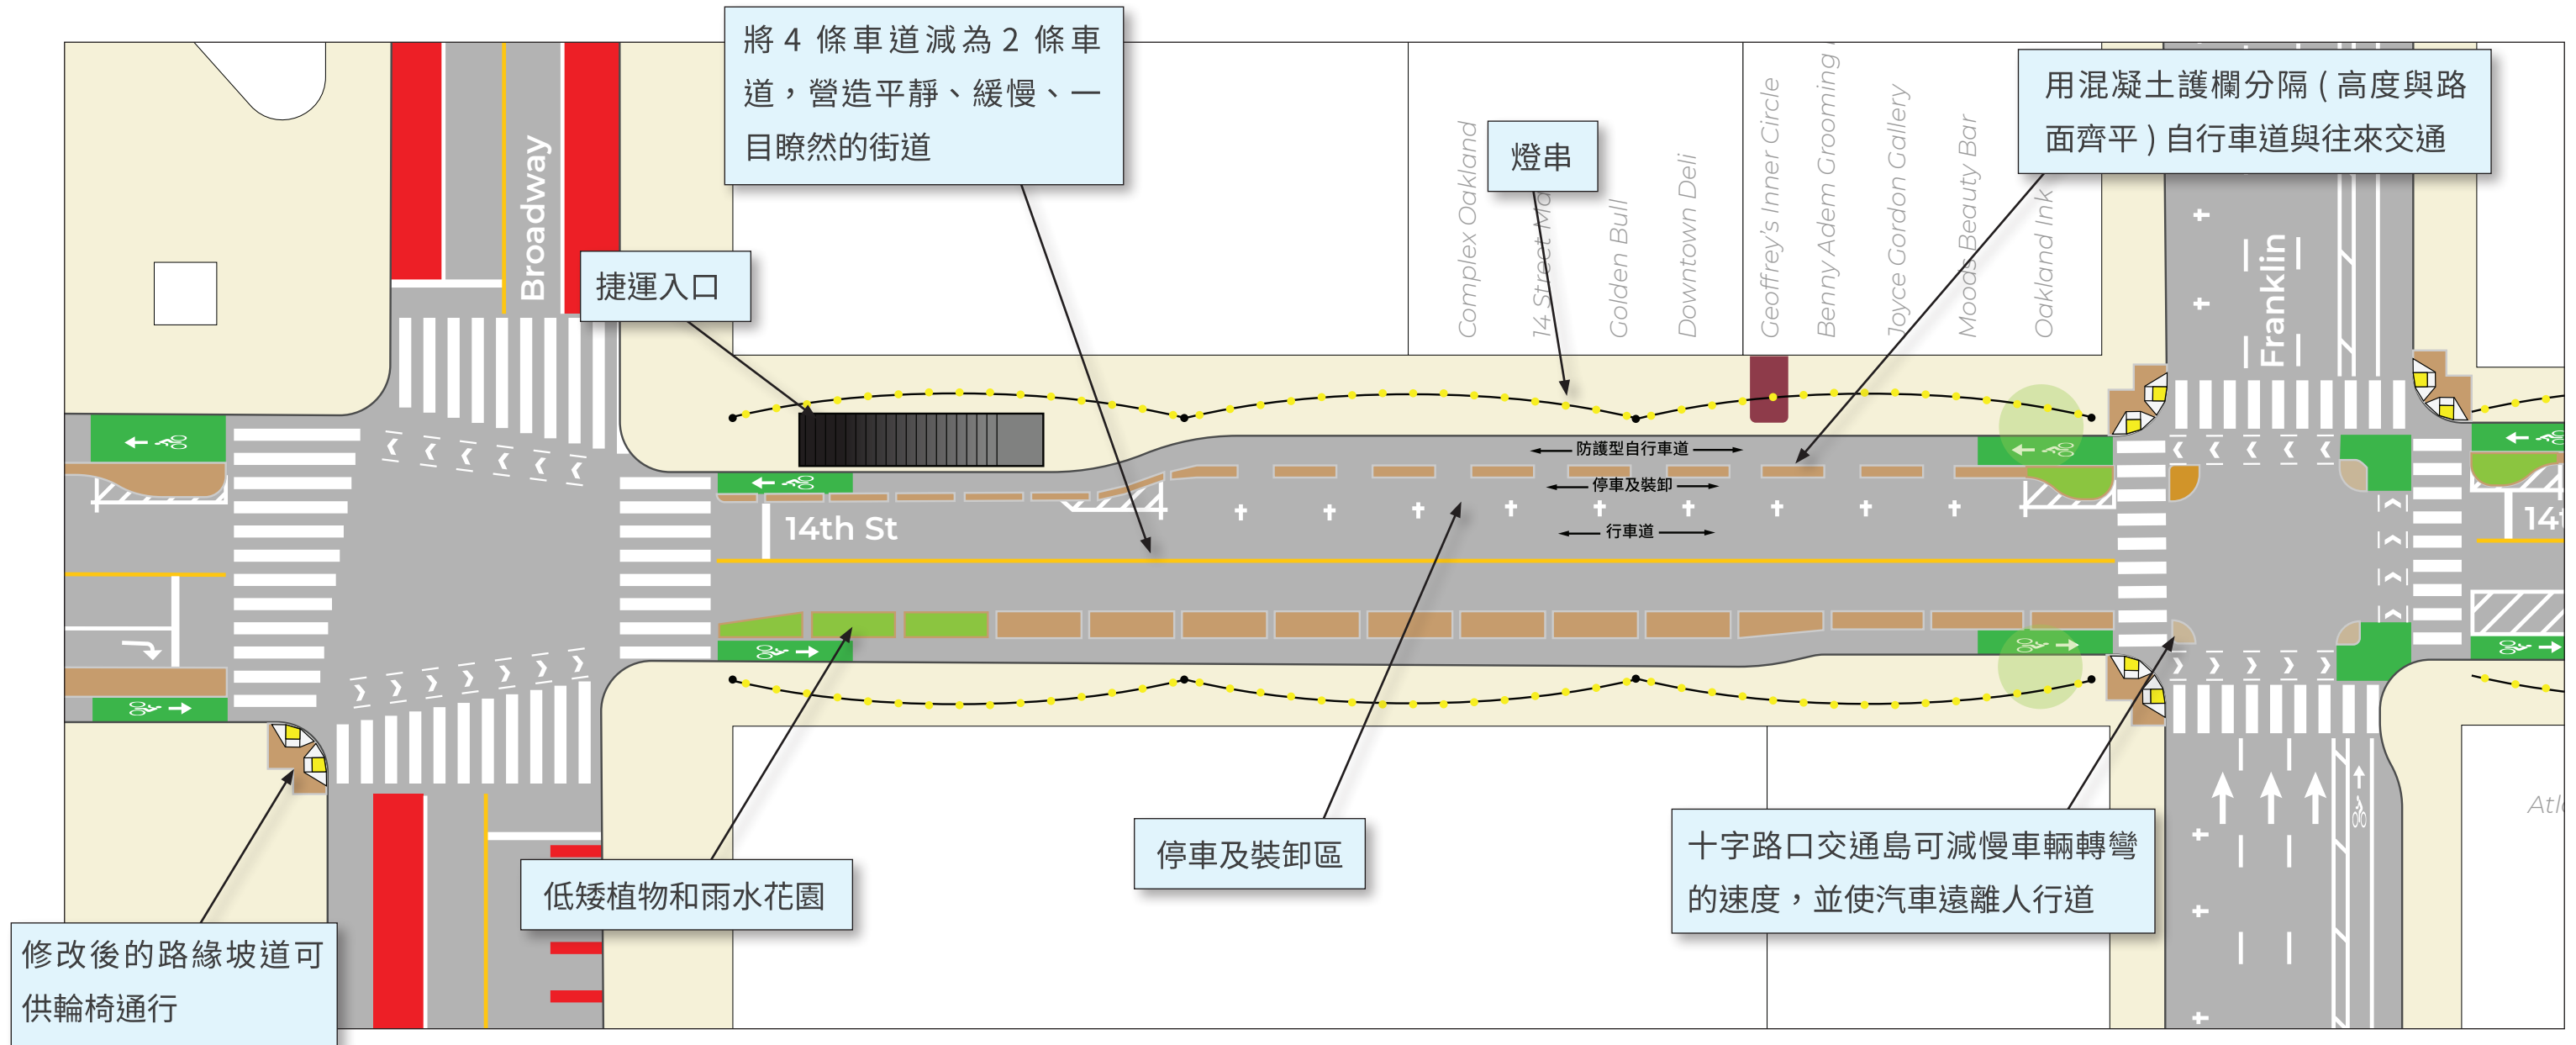 將 4 條車道減為 2 條車
道，營造平靜、緩慢、一
目瞭然的街道
用混凝土護欄分隔 ( 高度與路
面齊平 ) 自行車道與往來交通
燈串
捷運入口
Broadway
Complex Oakland
14 Street
Golden Bull
Downtown Deli
Geoffrey's Inner Circle
Benny Adem Grooming
Joyce Gordon Gallery
Moods Beauty Bar
Oakland Ink
Franklin
防護型自行車道
停車及裝卸
行車道
14th St
低矮植物和雨水花園
停車及裝卸區
十字路口交通島可減慢車輛轉彎
的速度，並使汽車遠離人行道
修改後的路緣坡道可
供輪椅通行